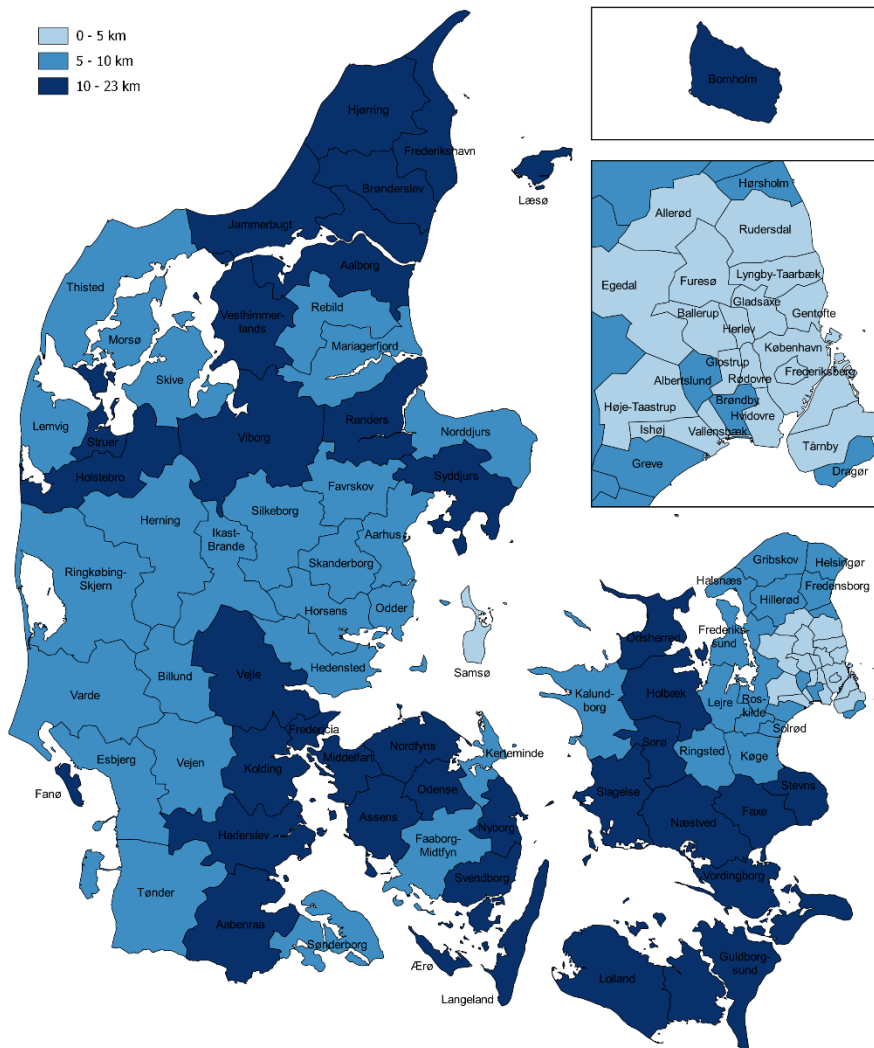 0 - 5 km
5 - 10 km
10 - 23 km
Bornholm
Hjørring
Frederikshavn
Brønderslev
Læsø
Jammerbugt
Aalborg
Thisted
Vesthimmer-
lands
Rebild
Morsø
Mariagerfjord
Skive
Lemvig
Struer
Viborg
Randers
Norddjurs
Holstebro
Syddjurs
Favrskov
Herning
Silkeborg
Ikast-
Brande
Aarhus
Skanderborg
Ringkøbing-
Skjern
Horsens
Odder
Samsø
Hedensted
Billund
Vejle
Varde
Fredericia
Esbjerg
Vejen
Kolding
Middelfart
Nordfyns
Kerteminde
Fanø
Odense
Assens
Nyborg
Haderslev
Faaborg-
Midtfyn
Svendborg
Tønder
Aabenraa
Sønderborg
Ærø
Langeland
Hørsholm
Allerød
Rudersdal
Egedal
Furesø
Lyngby-Taarbæk
Gladsaxe
Ballerup
Gentofte
Herlev
København
Glostrup
Frederiksberg
Albertslund
Rødovre
Brøndby
Høje-Taastrup
Hvidovre
Ishøj
Vallensbæk
Tårnby
Greve
Dragør
Gribskov
Helsingør
Halsnæs
Fredensborg
Hillerød
Frederiks-
sund
Odsherred
Kalund-
borg
Holbæk
Lejre
Ros-
kilde
Solrød
Sorø
Ringsted
Køge
Stevns
Slagelse
Næstved
Faxe
Vordingborg
Guldborg-
sund
Lolland